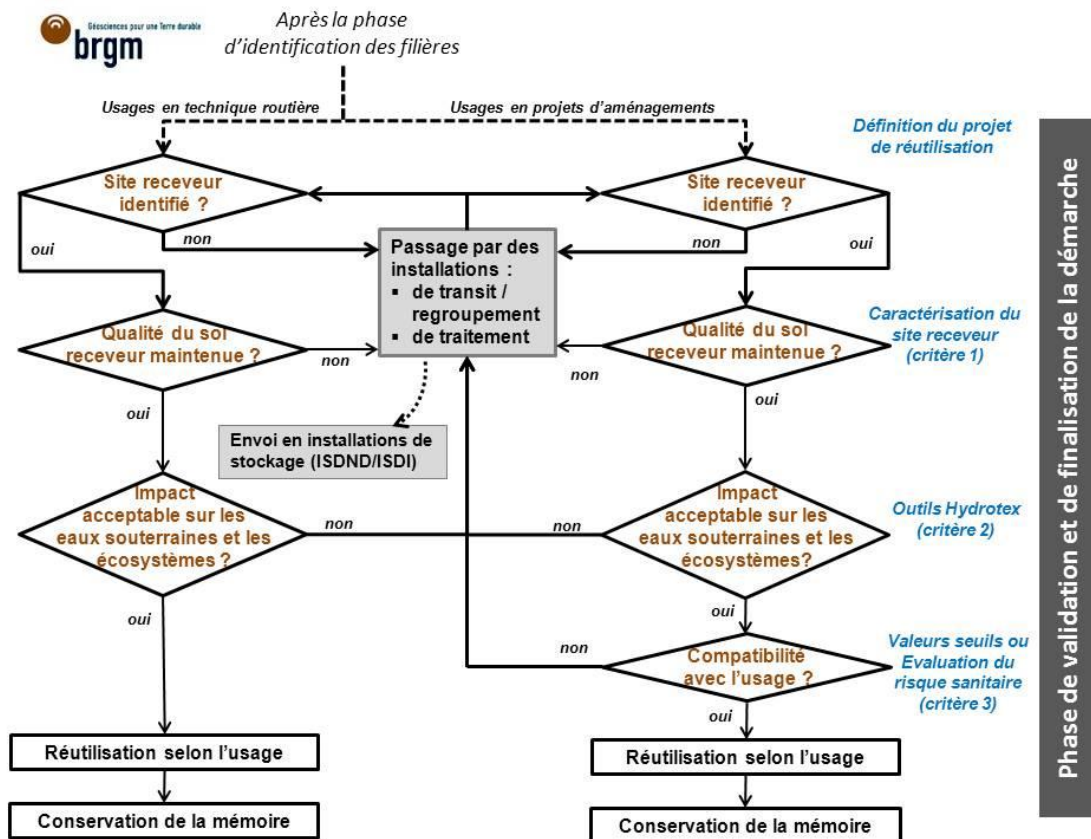 Géosciences pour une Terre durable
brgm
Après la phase
d'identification des filières
Usages en technique routière
Usages en projets d'aménagements
Définition du projet
de réutilisation
Site receveur
identifié ?
Site receveur
identifié ?
oui
non
Passage par des
installations :
▪ de transit /
regroupement
▪ de traitement
non
oui
Qualité du sol
receveur maintenue ?
non
Qualité du sol
receveur maintenue ?
non
Caractérisation du
site receveur
(critère 1)
oui
oui
Envoi en installations de
stockage (ISDND/ISDI)
Impact
acceptable sur les
eaux souterraines et les
écosystèmes ?
non
non
Impact
acceptable sur les
eaux souterraines et les
écosystèmes?
Outils Hydrotex
(critère 2)
oui
oui
non
Compatibilité
avec l'usage ?
Valeurs seuils ou
Evaluation du
risque sanitaire
(critère 3)
oui
Réutilisation selon l'usage
Réutilisation selon l'usage
Conservation de la mémoire
Conservation de la mémoire
Phase de validation et de finalisation de la démarche